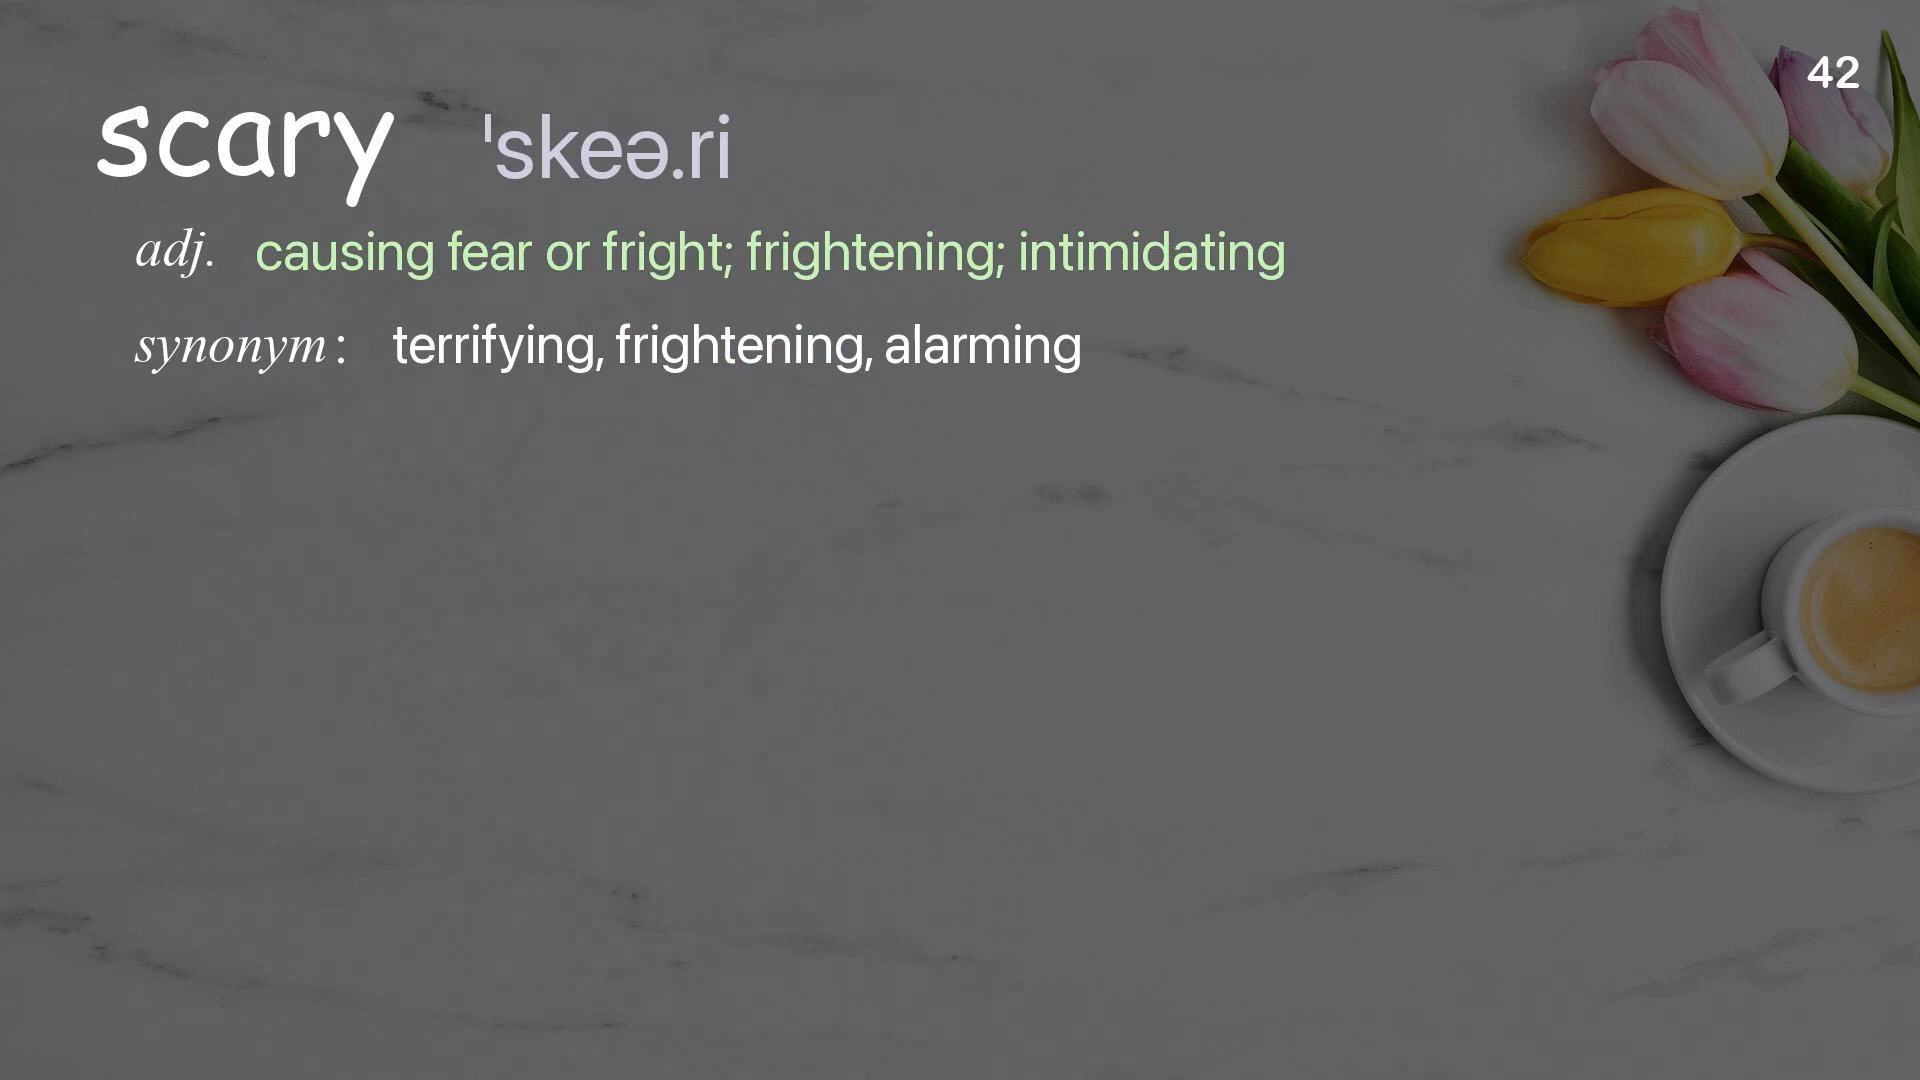 42
scary ˈskeə.ri
adj. causing fear or fright; frightening; intimidating
synonym : terrifying, frightening, alarming